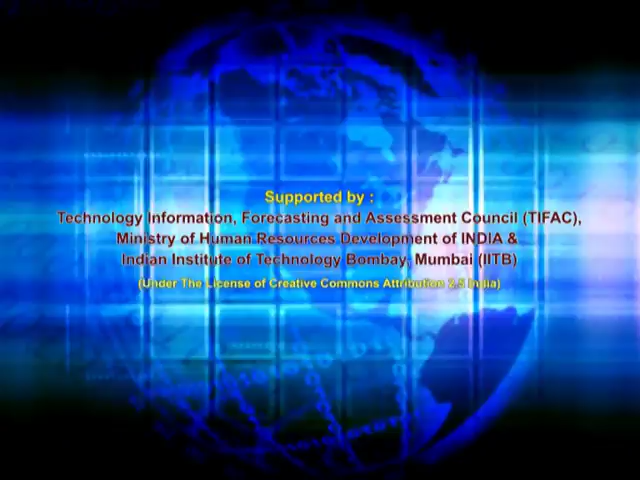 Supported by :
Technology Information, Forecasting and Assessment Council (TIFAC),
Ministry of Human Resources Development of INDIA &
Indian Institute of Technology Bombay, Mumbai (IITB)
(Under The License of Creative Commons Attribution 2.5 India)